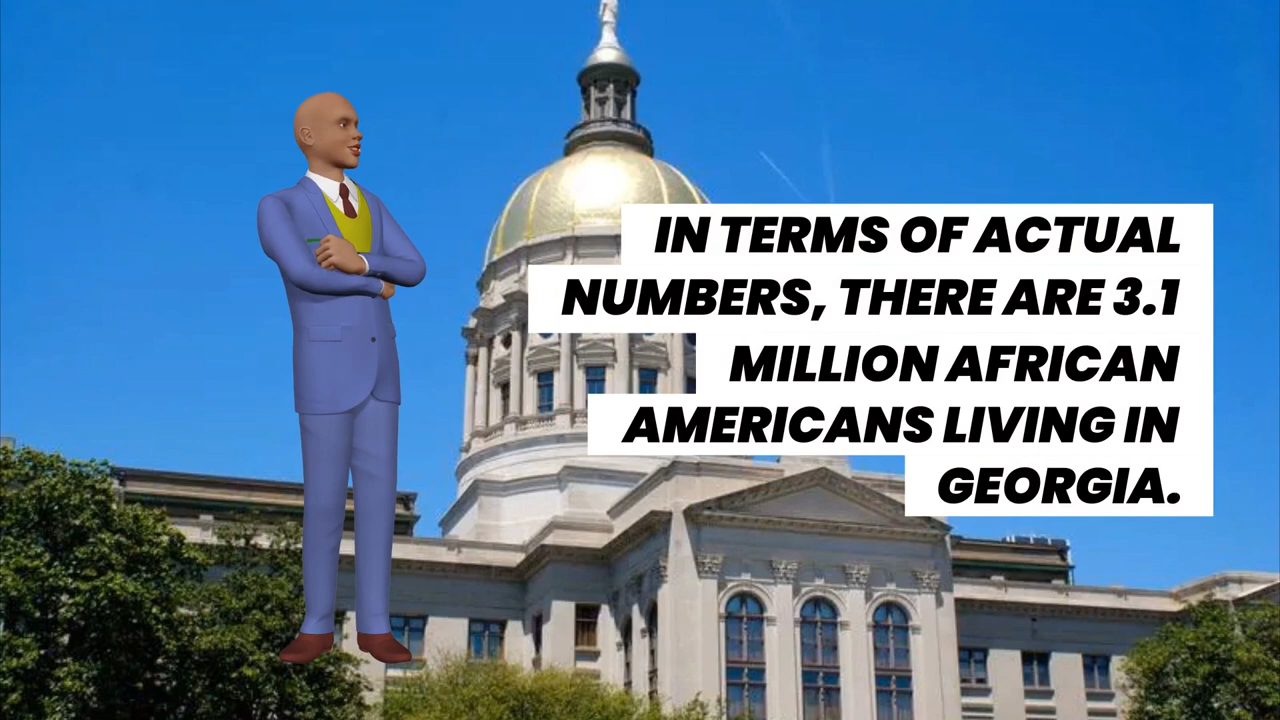 IN TERMS OF ACTUAL
NUMBERS, THERE ARE 3.1
MILLION AFRICAN
AMERICANS LIVING IN
GEORGIA.